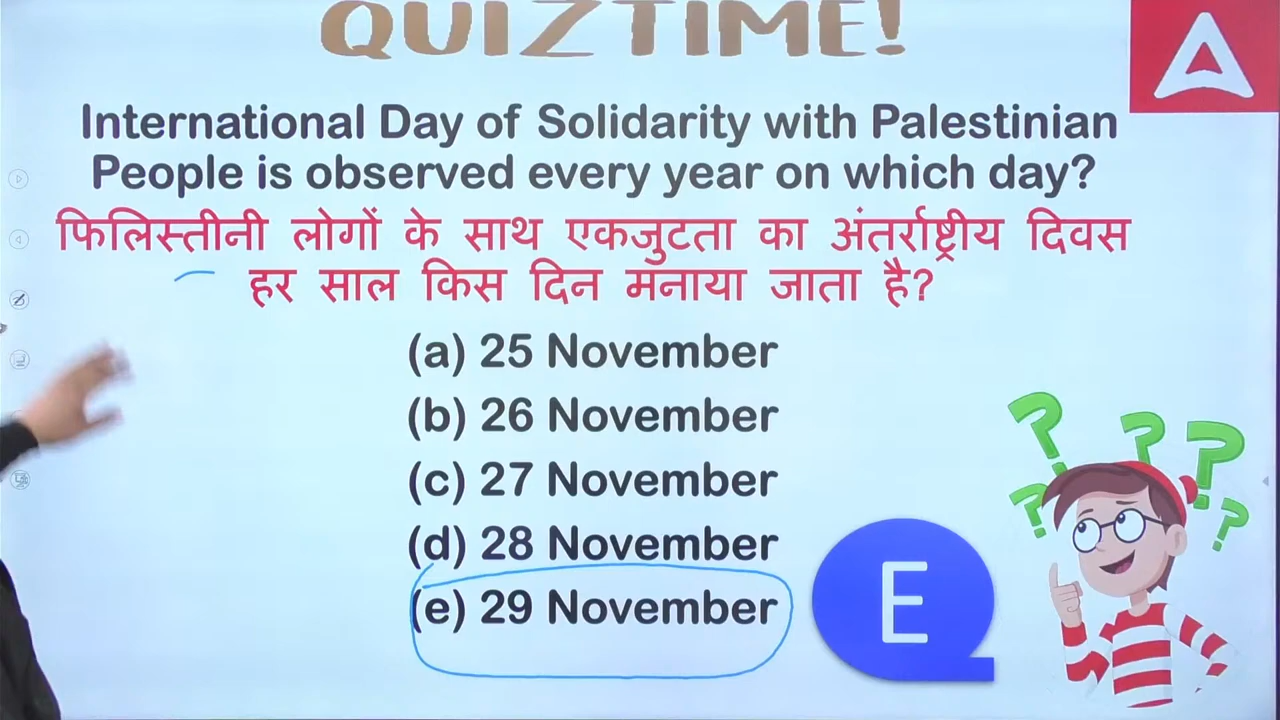 QUIZTIME!
International Day of Solidarity with Palestinian
People is observed every year on which day?
फिलिस्तीनी लोगों के साथ एकजुटता का अंतर्राष्ट्रीय दिवस
हर साल किस दिन मनाया जाता है?
(a) 25 November
(b) 26 November
(c) 27 November
(d) 28 November
(e) 29 November
E